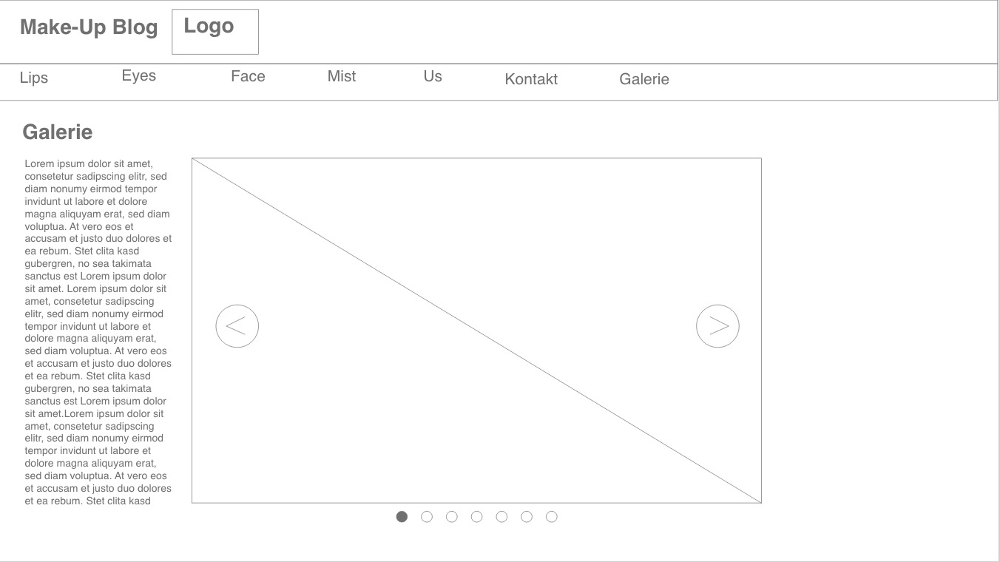 Make-Up Blog
Logo
Lips Eyes Face Mist Us Kontakt Galerie
Galerie
Lorem ipsum dolor sit amet,
consetetur sadipscing elitr, sed
diam nonumy eirmod tempor
invidunt ut labore et dolore
magna aliquyam erat, sed diam
voluptua. At vero eos et
accusam et justo duo dolores et
ea rebum. Stet clita kasd
gubergren, no sea takimata
sanctus est Lorem ipsum dolor
sit amet. Lorem ipsum dolor sit
amet, consetetur sadipscing
elitr, sed diam nonumy eirmod
tempor invidunt ut labore et
dolore magna aliquyam erat,
sed diam voluptua. At vero eos
et accusam et justo duo dolores
et ea rebum. Stet clita kasd
gubergren, no sea takimata
sanctus est Lorem ipsum dolor
sit amet.Lorem ipsum dolor sit
amet, consetetur sadipscing
elitr, sed diam nonumy eirmod
tempor invidunt ut labore et
dolore magna aliquyam erat,
sed diam voluptua. At vero eos
et accusam et justo duo dolores
et ea rebum. Stet clita kasd